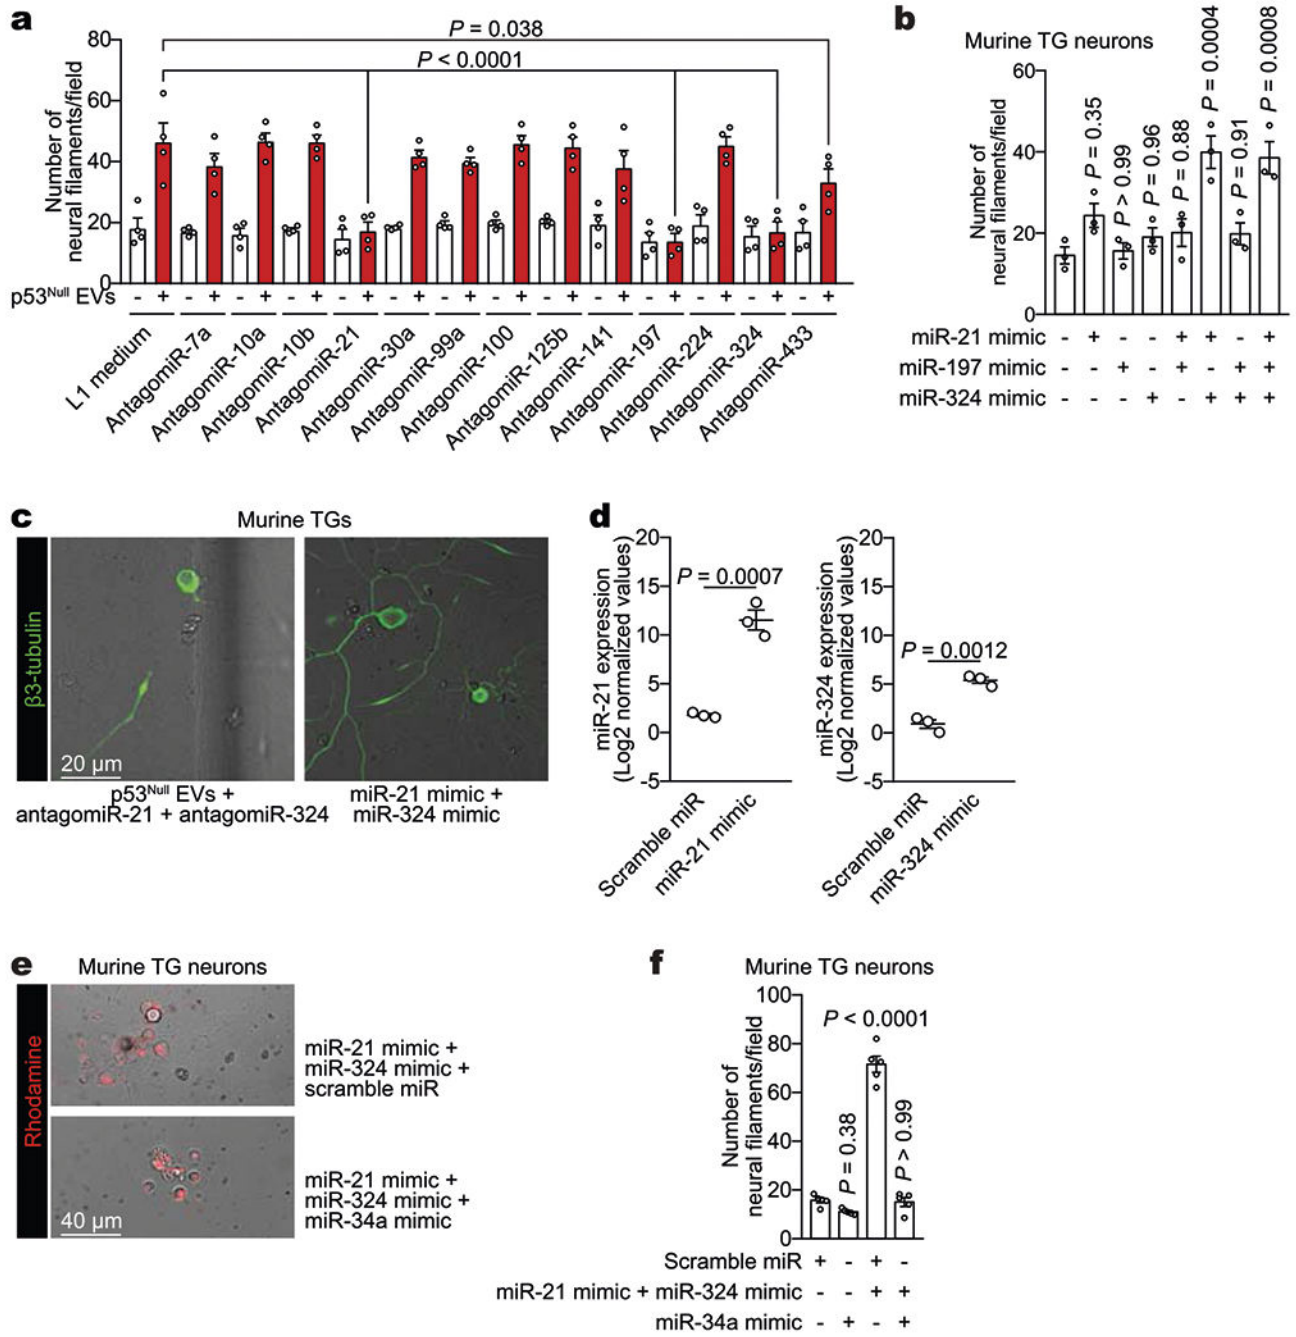 a
P = 0.038
P < 0.0001
Number of
neural filaments/field
80
60
40
20
0
p53Null EVs - + - + - + - + - + - + - + - + - + - + - + - + - + - +
L1 medium
AntagomiR-7a
AntagomiR-10a
AntagomiR-10b
AntagomiR-21
AntagomiR-30a
AntagomiR-99a
AntagomiR-100
AntagomiR-125b
AntagomiR-141
AntagomiR-197
AntagomiR-224
AntagomiR-324
AntagomiR-433
b
Murine TG neurons
Number of
neural filaments/field
60
40
20
0
P = 0.35
P > 0.99
P = 0.96
P = 0.88
P = 0.0004
P = 0.91
P = 0.0008
miR-21 mimic - + - - + + - +
miR-197 mimic - - + - + - + +
miR-324 mimic - - - + - + + +
c
Murine TGs
β3-tubulin
20 µm
p53Null EVs +
antagomiR-21 + antagomiR-324
miR-21 mimic +
miR-324 mimic
d
miR-21 expression
(Log2 normalized values)
20
15
10
5
0
-5
P = 0.0007
Scramble miR
miR-21 mimic
miR-324 expression
(Log2 normalized values)
20
15
10
5
0
-5
P = 0.0012
Scramble miR
miR-324 mimic
e
Murine TG neurons
Rhodamine
miR-21 mimic +
miR-324 mimic +
scramble miR
40 µm
miR-21 mimic +
miR-324 mimic +
miR-34a mimic
f
Murine TG neurons
Number of
neural filaments/field
100
80
60
40
20
0
P < 0.0001
P = 0.38
P > 0.99
Scramble miR + - + -
miR-21 mimic + miR-324 mimic - - + +
miR-34a mimic - + - +